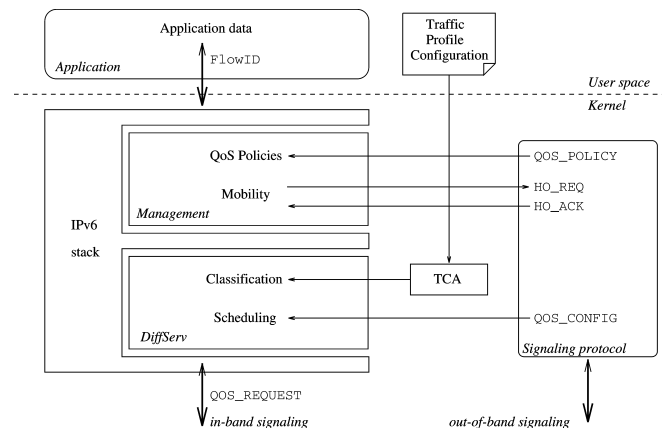 Application data
FlowID
Application
Traffic
Profile
Configuration
User space
Kernel
QoS Policies
QOS_POLICY
Mobility
HO_REQ
HO_ACK
Management
IPv6
stack
Classification
TCA
Scheduling
QOS_CONFIG
DiffServ
Signaling protocol
QOS_REQUEST
in-band signaling
out-of-band signaling